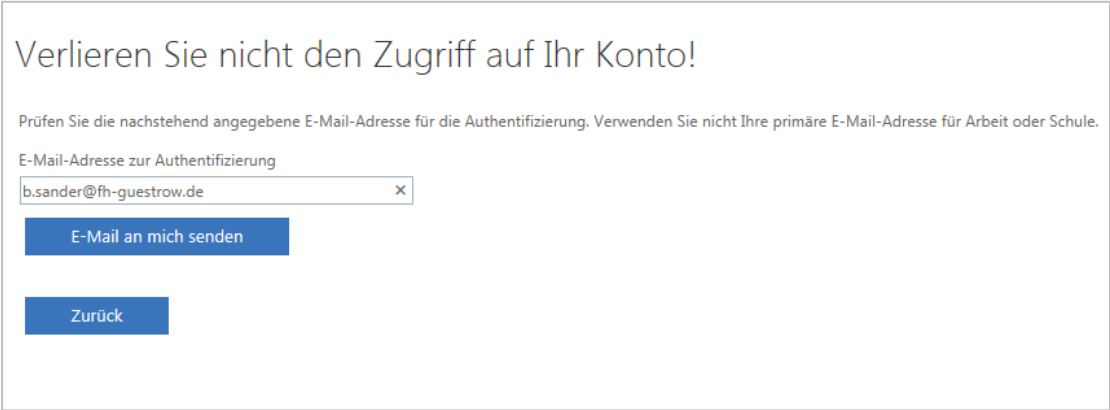 Verlieren Sie nicht den Zugriff auf Ihr Konto!
Prüfen Sie die nachstehend angegebene E-Mail-Adresse für die Authentifizierung. Verwenden Sie nicht Ihre primäre E-Mail-Adresse für Arbeit oder Schule.
E-Mail-Adresse zur Authentifizierung
b.sander@fh-guestrow.de
E-Mail an mich senden
Zurück